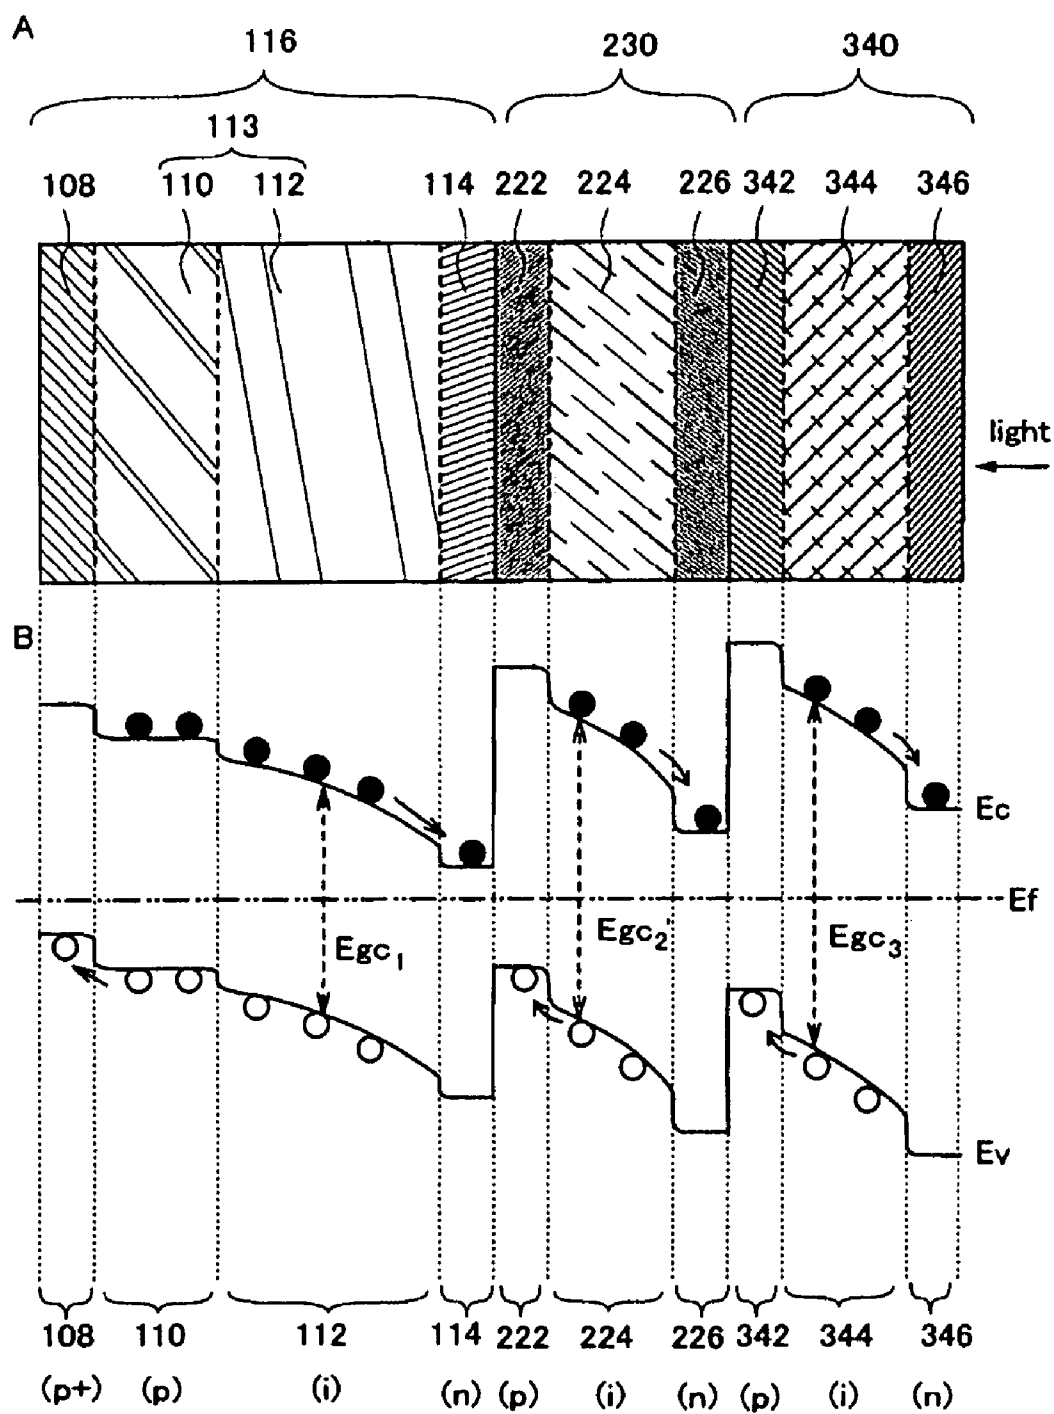 A
116 230 340
113
108 110 112 114 222 224 226 342 344 346
light
B
Ec
Ef
Egc1 Egc2 Egc3
Ev
108 110 112 114 222 224 226 342 344 346
(p+) (p) (i) (n) (p) (i) (n) (p) (i) (n)